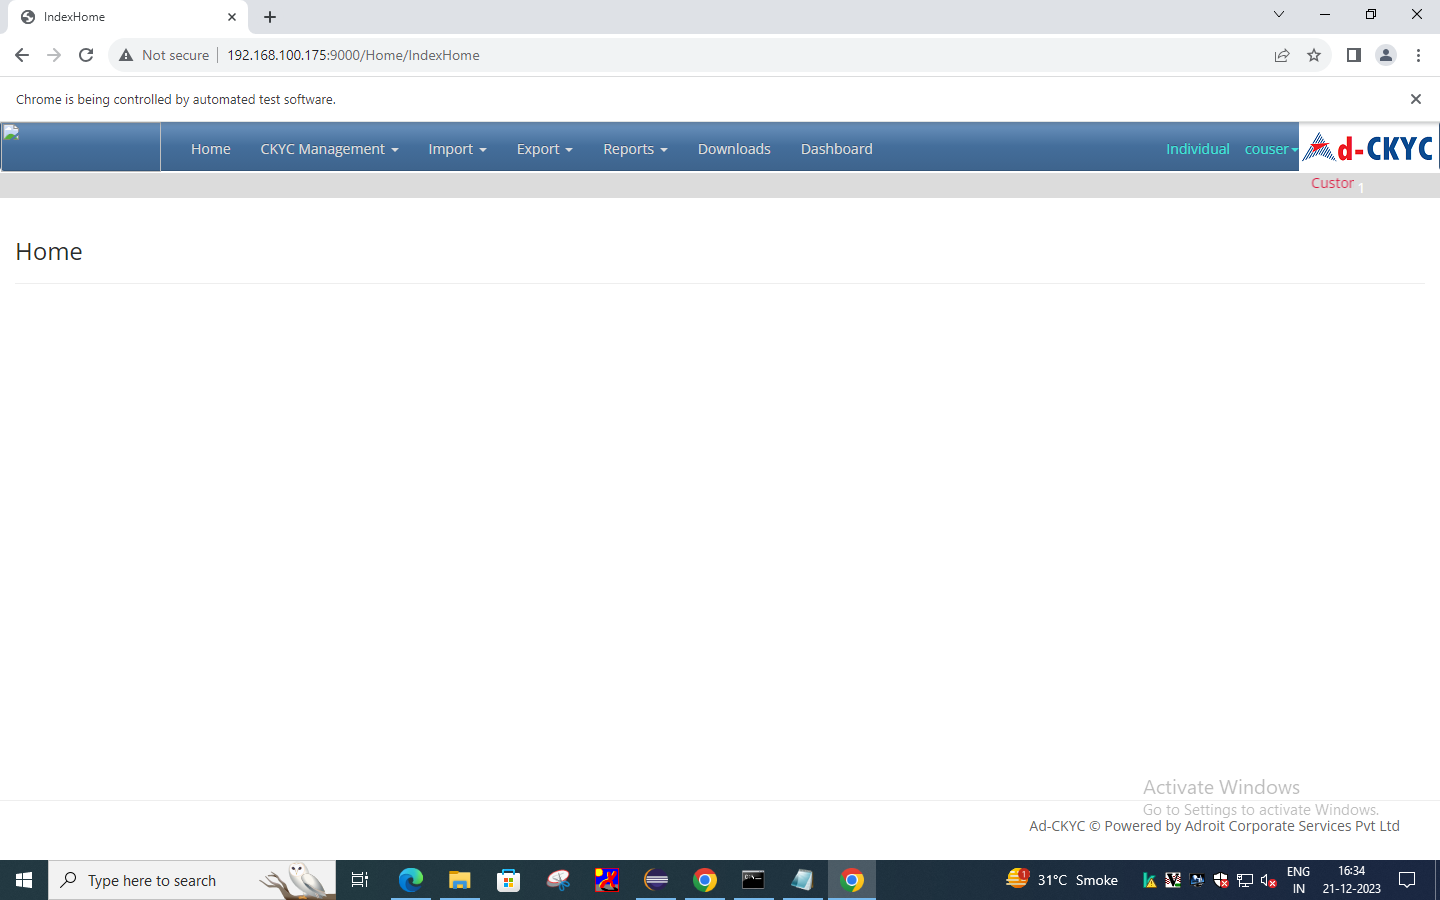 IndexHome
Not secure 192.168.100.175:9000/Home/IndexHome
Chrome is being controlled by automated test software.
Home CKYC Management Import Export Reports Downloads Dashboard Individual couser d-CKYC
Custor 1
Home
Activate Windows
Go to Settings to activate Windows.
Ad-CKYC © Powered by Adroit Corporate Services Pvt Ltd
Type here to search 1 31°C Smoke ENG 16:34
IN 21-12-2023